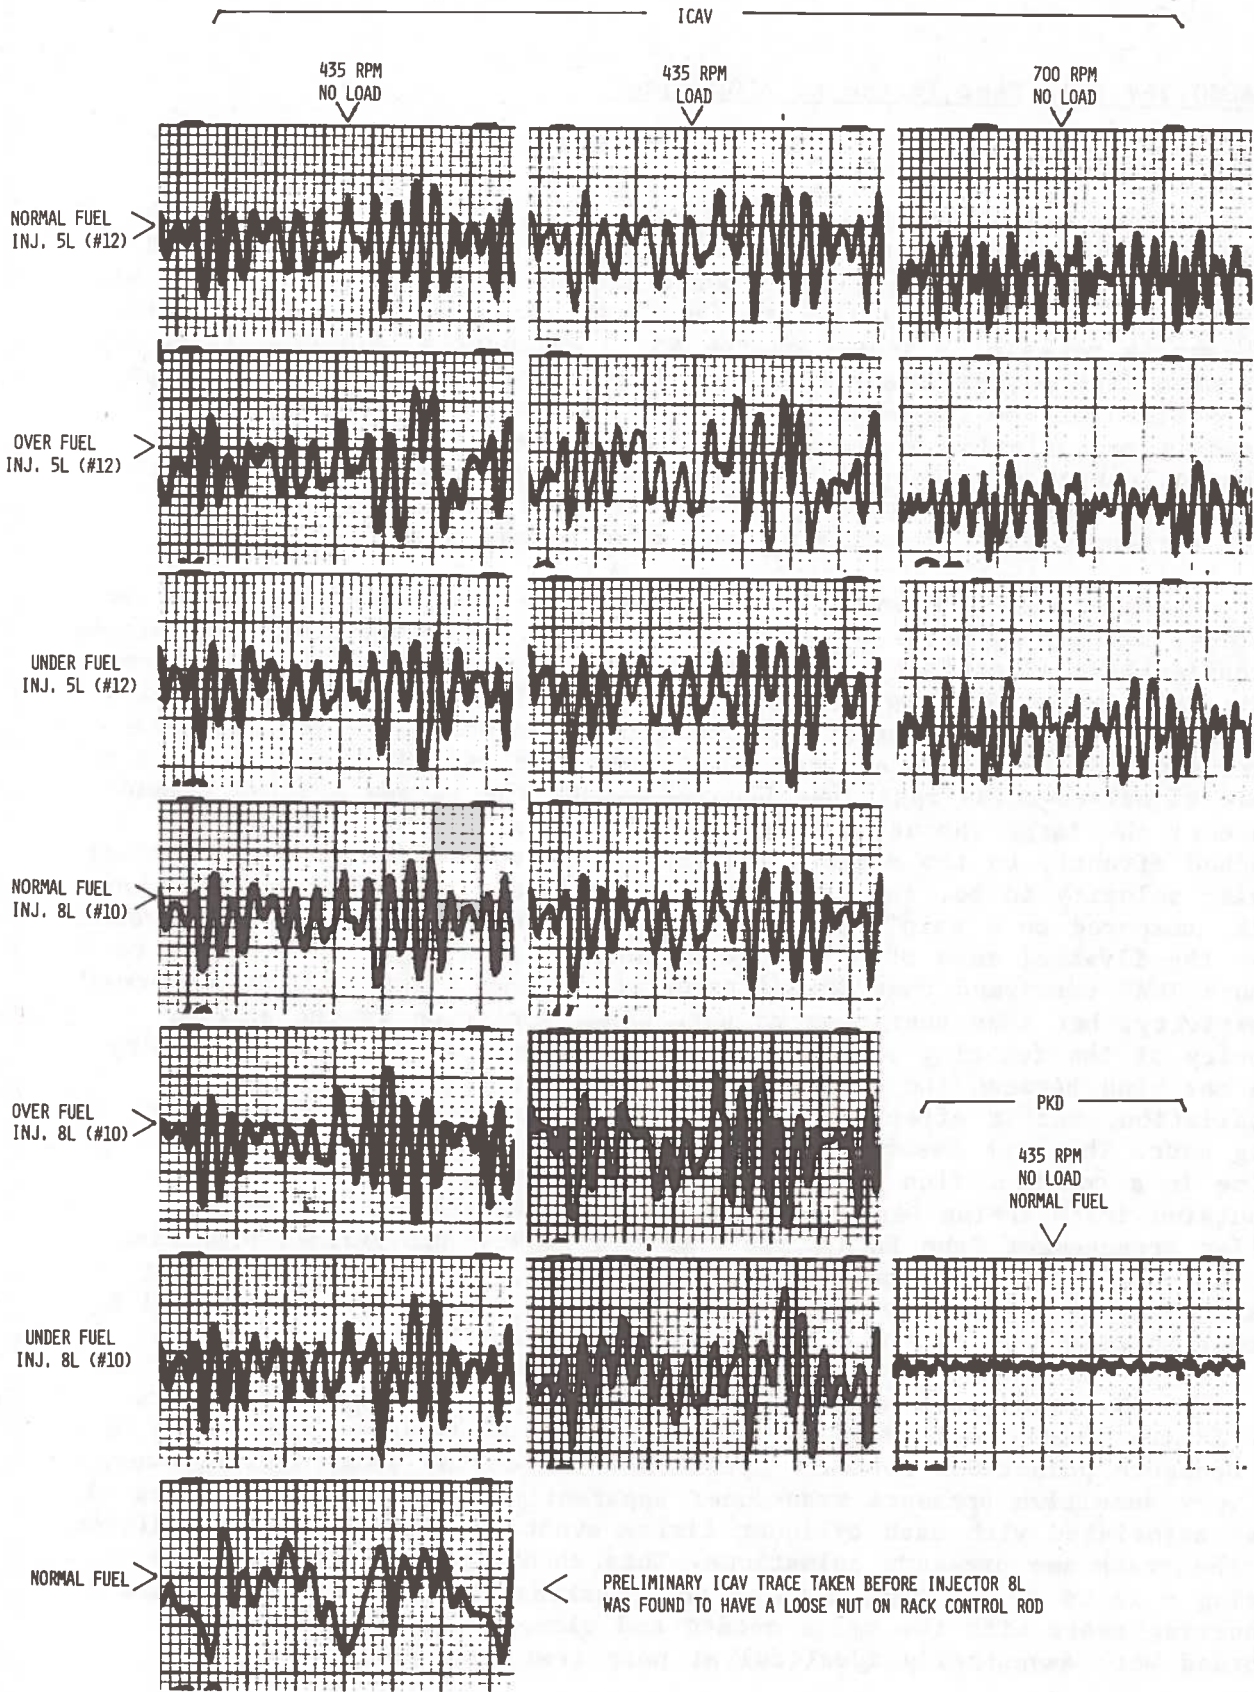 ICAV
435 RPM
NO LOAD
435 RPM
LOAD
700 RPM
NO LOAD
NORMAL FUEL
INJ. 5L (#12)
OVER FUEL
INJ. 5L (#12)
UNDER FUEL
INJ. 5L (#12)
NORMAL FUEL
INJ. 8L (#10)
OVER FUEL
INJ. 8L (#10)
PKD
435 RPM
NO LOAD
NORMAL FUEL
UNDER FUEL
INJ. 8L (#10)
NORMAL FUEL
PRELIMINARY ICAV TRACE TAKEN BEFORE INJECTOR 8L
WAS FOUND TO HAVE A LOOSE NUT ON RACK CONTROL ROD